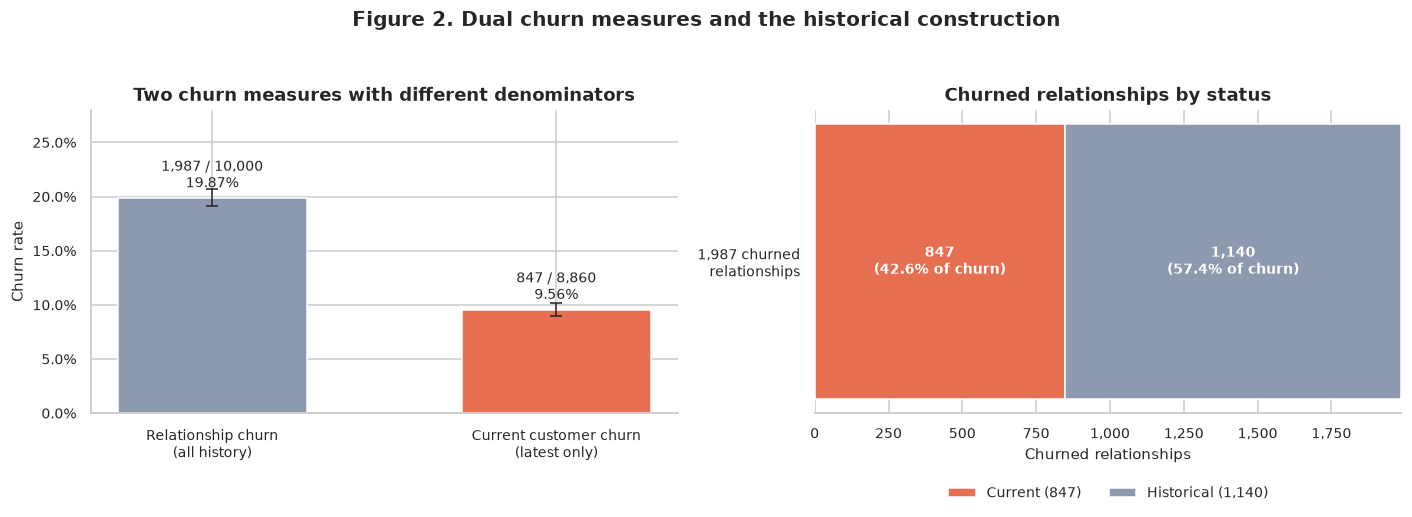 Figure 2. Dual churn measures and the historical construction
Two churn measures with different denominators
Churn rate
25.0%
20.0%
15.0%
10.0%
5.0%
0.0%
1,987 / 10,000
19.87%
847 / 8,860
9.56%
Relationship churn
(all history)
Current customer churn
(latest only)
Churned relationships by status
1,987 churned
relationships
847
(42.6% of churn)
1,140
(57.4% of churn)
0 250 500 750 1,000 1,250 1,500 1,750
Churned relationships
Current (847) Historical (1,140)